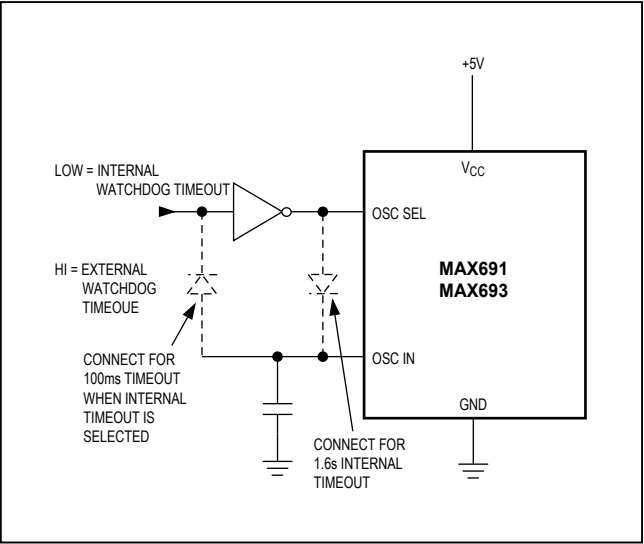 +5V
VCC
LOW = INTERNAL
WATCHDOG TIMEOUT
OSC SEL
HI = EXTERNAL
WATCHDOG
TIMEOUE
MAX691
MAX693
CONNECT FOR
100ms TIMEOUT
WHEN INTERNAL
TIMEOUT IS
SELECTED
OSC IN
GND
CONNECT FOR
1.6s INTERNAL
TIMEOUT